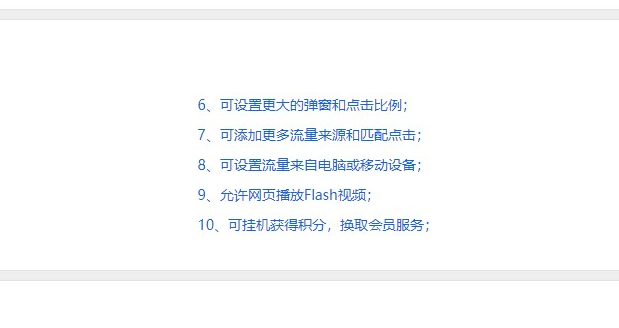 6、可设置更大的弹窗和点击比例；
7、可添加更多流量来源和匹配点击；
8、可设置流量来自电脑或移动设备；
9、允许网页播放Flash视频；
10、可挂机获得积分，换取会员服务；